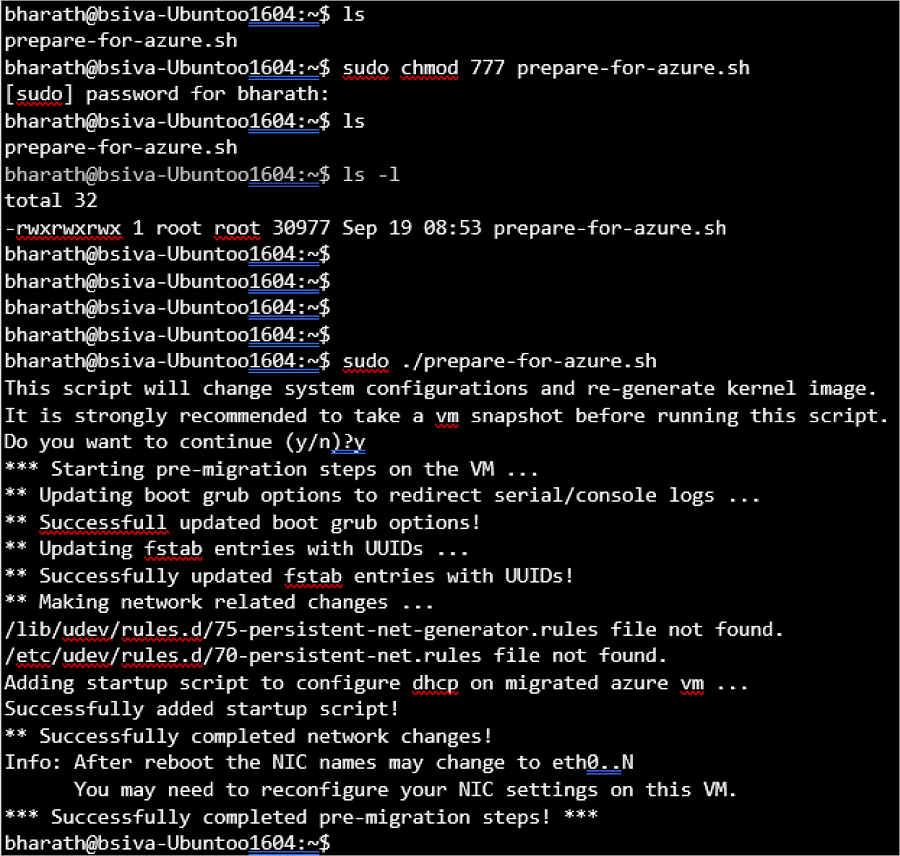 bharath@bsiva-Ubuntoo1604:~$ ls
prepare-for-azure.sh
bharath@bsiva-Ubuntoo1604:~$ sudo chmod 777 prepare-for-azure.sh
[sudo] password for bharath:
bharath@bsiva-Ubuntoo1604:~$ ls
prepare-for-azure.sh
bharath@bsiva-Ubuntoo1604:~$ ls -l
total 32
-rwxrwxrwx 1 root root 30977 Sep 19 08:53 prepare-for-azure.sh
bharath@bsiva-Ubuntoo1604:~$
bharath@bsiva-Ubuntoo1604:~$
bharath@bsiva-Ubuntoo1604:~$
bharath@bsiva-Ubuntoo1604:~$
bharath@bsiva-Ubuntoo1604:~$ sudo ./prepare-for-azure.sh
This script will change system configurations and re-generate kernel image.
It is strongly recommended to take a vm snapshot before running this script.
Do you want to continue (y/n)?y
*** Starting pre-migration steps on the VM ...
** Updating boot grub options to redirect serial/console logs ...
** Successfull updated boot grub options!
** Updating fstab entries with UUIDs ...
** Successfully updated fstab entries with UUIDs!
** Making network related changes ...
/lib/udev/rules.d/75-persistent-net-generator.rules file not found.
/etc/udev/rules.d/70-persistent-net.rules file not found.
Adding startup script to configure dhcp on migrated azure vm ...
Successfully added startup script!
** Successfully completed network changes!
Info: After reboot the NIC names may change to eth0..N
      You may need to reconfigure your NIC settings on this VM.
*** Successfully completed pre-migration steps! ***
bharath@bsiva-Ubuntoo1604:~$